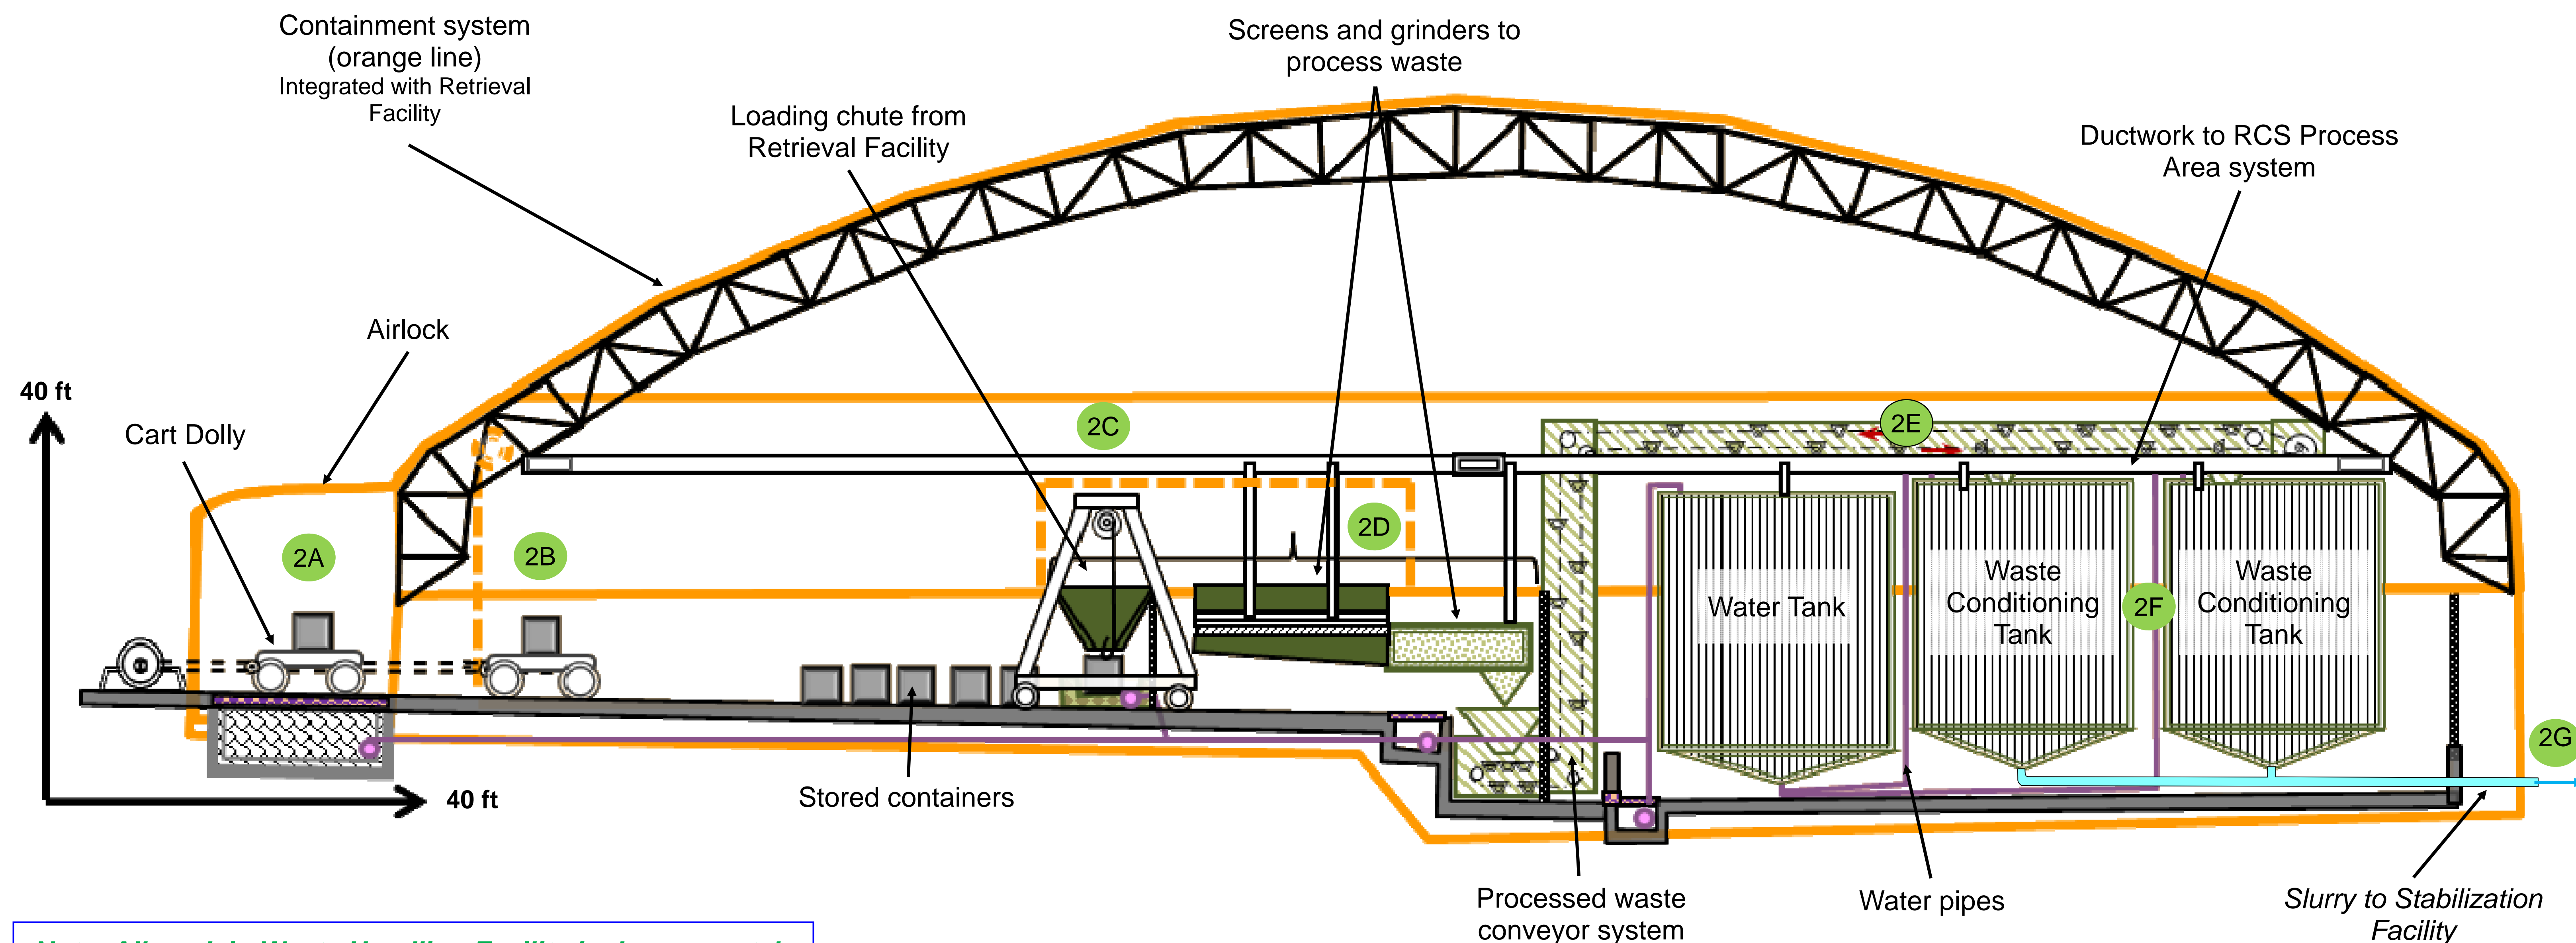 Containment system
(orange line)
Integrated with Retrieval
Facility
Screens and grinders to
process waste
Loading chute from
Retrieval Facility
Ductwork to RCS Process
Area system
Airlock
40 ft
Cart Dolly
2A
2B
2C
2D
2E
2F
2G
Water Tank
Waste
Conditioning
Tank
Waste
Conditioning
Tank
40 ft
Stored containers
Processed waste
conveyor system
Water pipes
Slurry to Stabilization
Facility